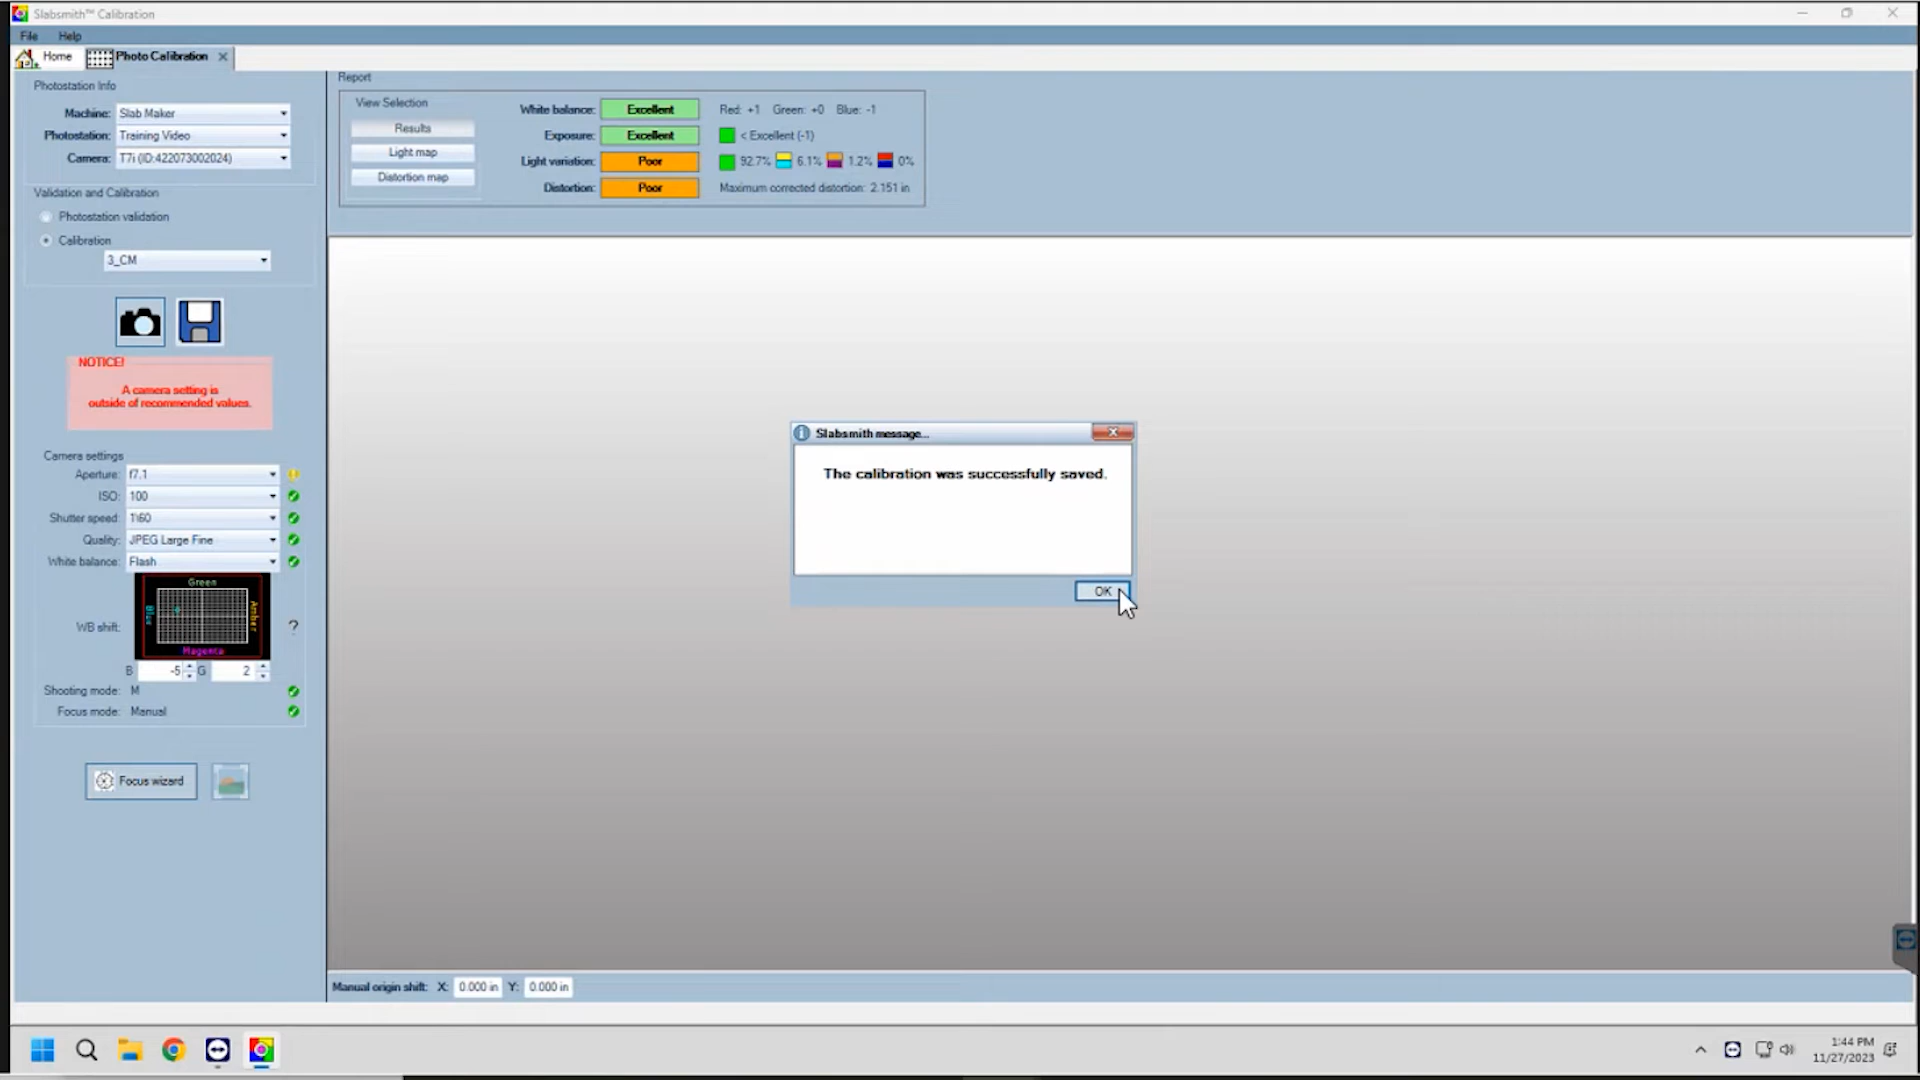 Slabsmith™ Calibration
File Help
Home Photo Calibration
Photostation Info
Machine: Slab Maker
Photostation: Training Video
Camera: T7i (ID:422073002024)
Validation and Calibration
Photostation validation
Calibration
3_CM
NOTICE!
A camera setting is
outside of recommended values.
Camera settings
Aperture: f7.1
ISO: 100
Shutter speed: 1\60
Quality: JPEG Large Fine
White balance: Flash
Green
Blue
Amber
WB shift: ?
Magenta
B -5 G 2
Shooting mode: M
Focus mode: Manual
Focus wizard
Report
View Selection
Results
Light map
Distortion map
White balance: Excellent Red: +1 Green: +0 Blue: -1
Exposure: Excellent < Excellent (-1)
Light variation: Poor 92.7% 6.1% 1.2% 0%
Distortion: Poor Maximum corrected distortion: 2.151 in
Slabsmith message...
The calibration was successfully saved.
OK
Manual origin shift: X: 0.000 in Y: 0.000 in
1:44 PM
11/27/2023